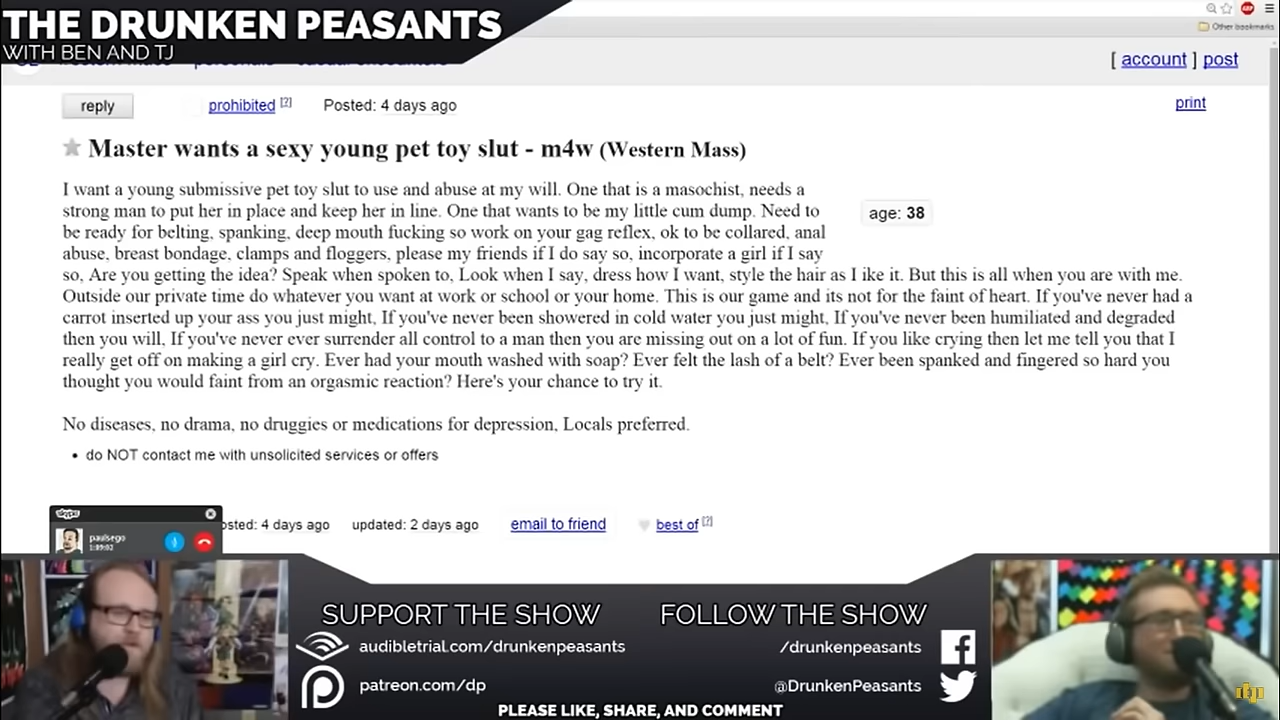 THE DRUNKEN PEASANTS
WITH BEN AND TJ
Other bookmarks
[ account ] post
reply
prohibited [?]
Posted: 4 days ago
print
Master wants a sexy young pet toy slut - m4w (Western Mass)
I want a young submissive pet toy slut to use and abuse at my will. One that is a masochist, needs a
strong man to put her in place and keep her in line. One that wants to be my little cum dump. Need to
be ready for belting, spanking, deep mouth fucking so work on your gag reflex, ok to be collared, anal
abuse, breast bondage, clamps and floggers, please my friends if I do say so, incorporate a girl if I say
so, Are you getting the idea? Speak when spoken to, Look when I say, dress how I want, style the hair as I like it. But this is all when you are with me.
Outside our private time do whatever you want at work or school or your home. This is our game and its not for the faint of heart. If you've never had a
carrot inserted up your ass you just might, If you've never been showered in cold water you just might, If you've never been humiliated and degraded
then you will, If you've never ever surrender all control to a man then you are missing out on a lot of fun. If you like crying then let me tell you that I
really get off on making a girl cry. Ever had your mouth washed with soap? Ever felt the lash of a belt? Ever been spanked and fingered so hard you
thought you would faint from an orgasmic reaction? Here's your chance to try it.
age: 38
No diseases, no drama, no druggies or medications for depression, Locals preferred.
• do NOT contact me with unsolicited services or offers
skype
paulsego
1:09:02
osted: 4 days ago
updated: 2 days ago
email to friend
best of [?]
SUPPORT THE SHOW
audibletrial.com/drunkenpeasants
patreon.com/dp
FOLLOW THE SHOW
/drunkenpeasants
@DrunkenPeasants
PLEASE LIKE, SHARE, AND COMMENT
dp